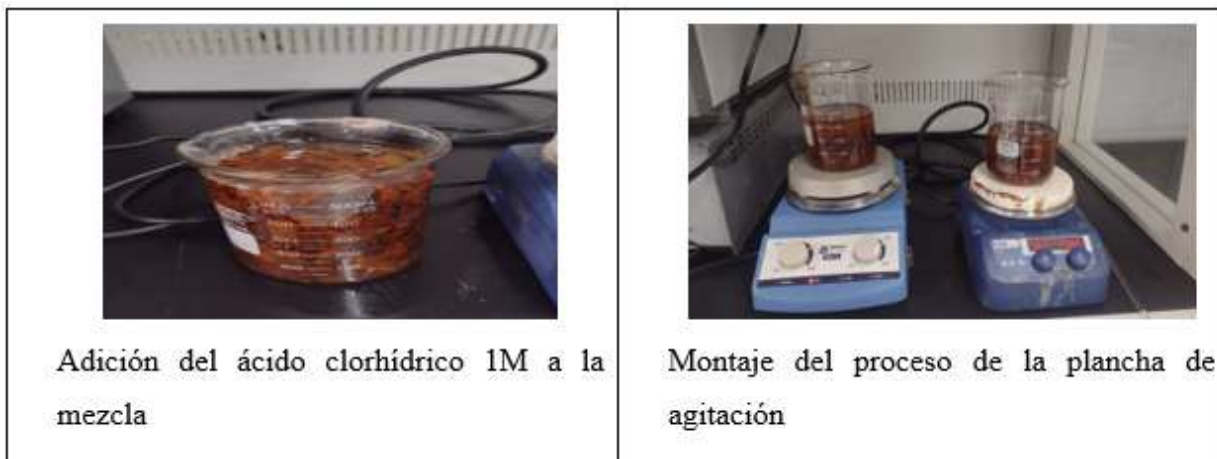 Adición del ácido clorhídrico 1M a la
mezcla
Montaje del proceso de la plancha de
agitación